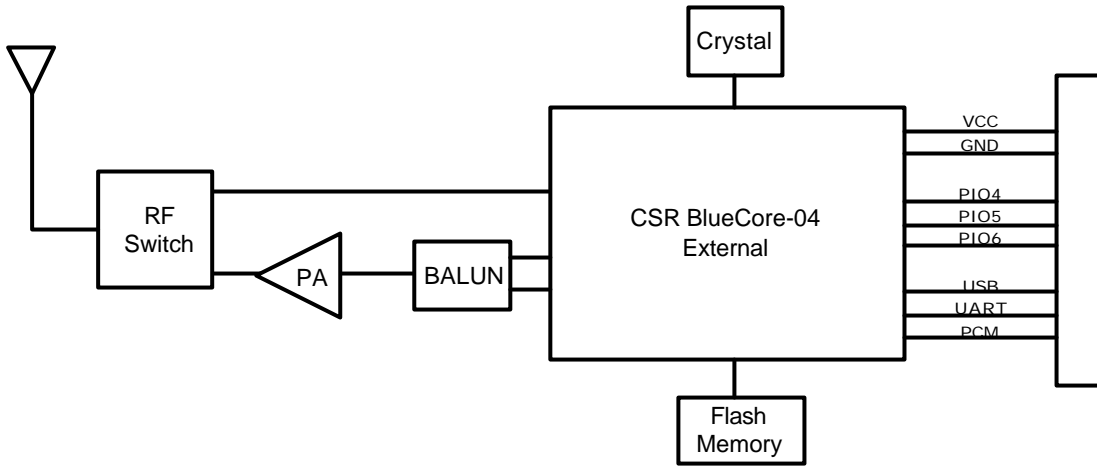 Crystal
VCC
GND
RF
Switch
PIO4
CSR BlueCore-04
PIO5
External
PIO6
PA
BALUN
USB
UART
PCM
Flash
Memory